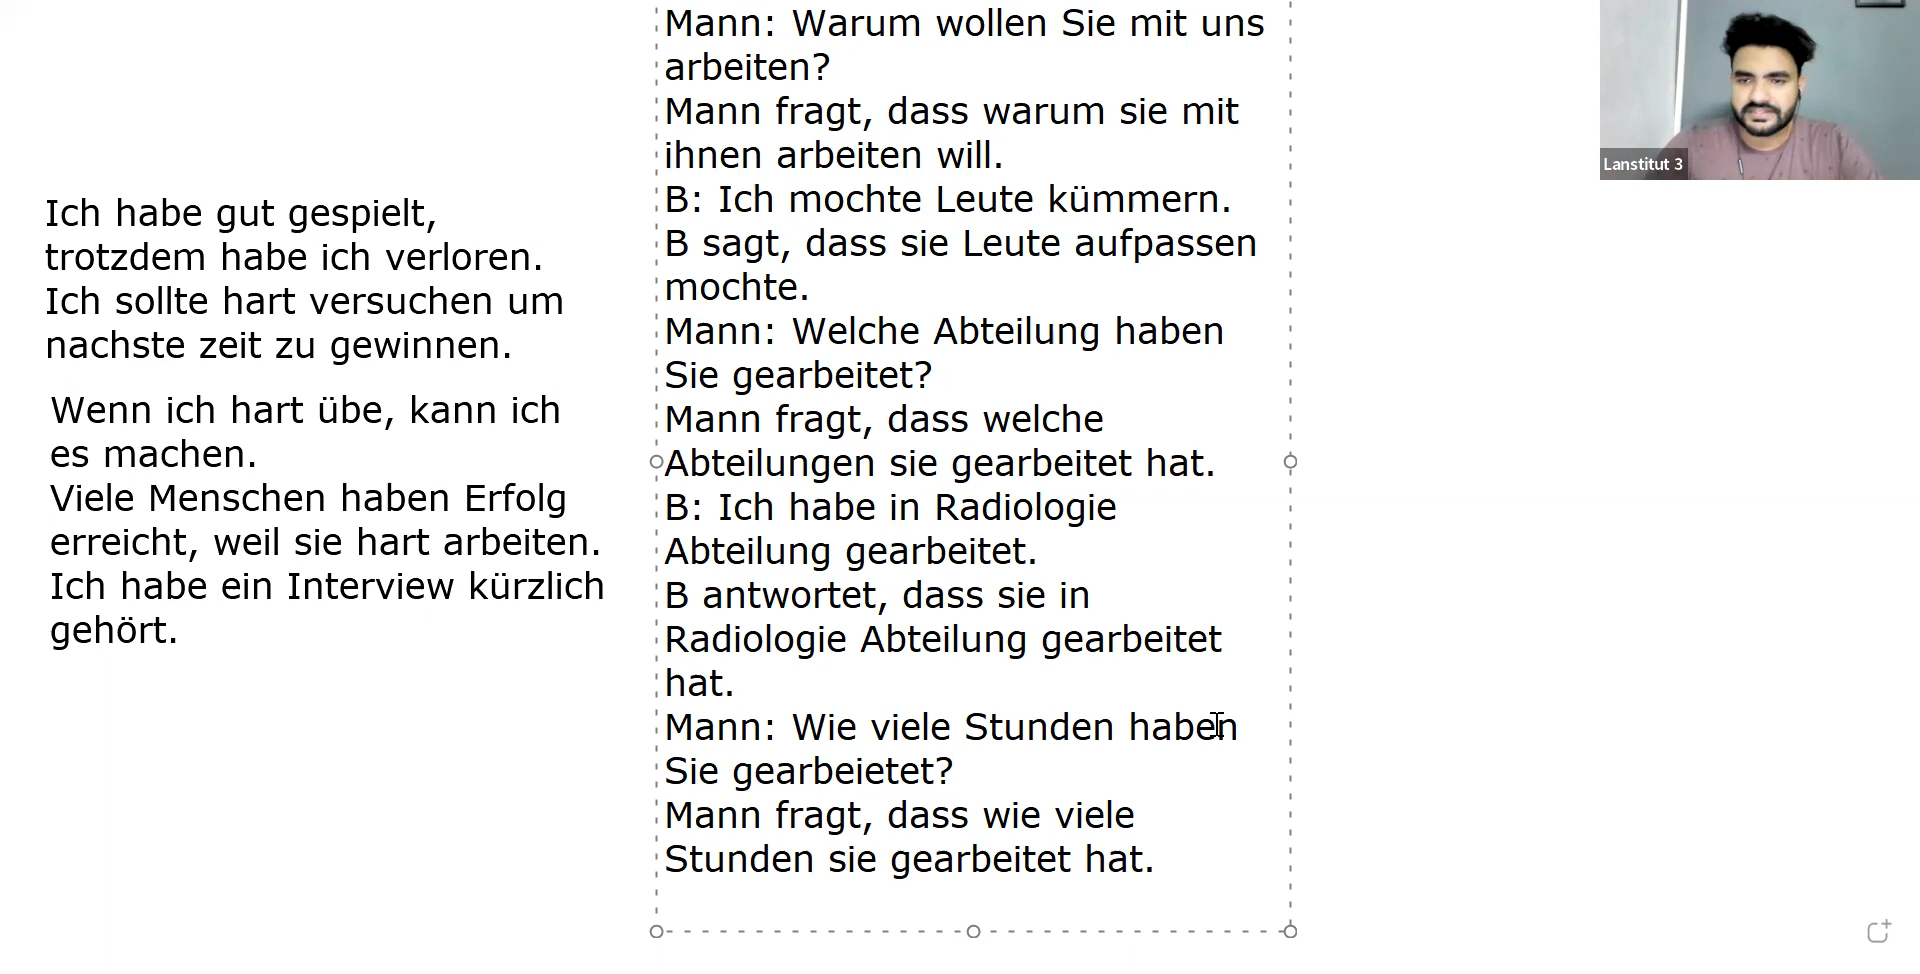 Ich habe gut gespielt,
trotzdem habe ich verloren.
Ich sollte hart versuchen um
nachste zeit zu gewinnen.
Wenn ich hart übe, kann ich
es machen.
Viele Menschen haben Erfolg
erreicht, weil sie hart arbeiten.
Ich habe ein Interview kürzlich
gehört.
Mann: Warum wollen Sie mit uns
arbeiten?
Mann fragt, dass warum sie mit
ihnen arbeiten will.
B: Ich mochte Leute kümmern.
B sagt, dass sie Leute aufpassen
mochte.
Mann: Welche Abteilung haben
Sie gearbeitet?
Mann fragt, dass welche
Abteilungen sie gearbeitet hat.
B: Ich habe in Radiologie
Abteilung gearbeitet.
B antwortet, dass sie in
Radiologie Abteilung gearbeitet
hat.
Mann: Wie viele Stunden haben
Sie gearbeietet?
Mann fragt, dass wie viele
Stunden sie gearbeitet hat.
Lanstitut 3